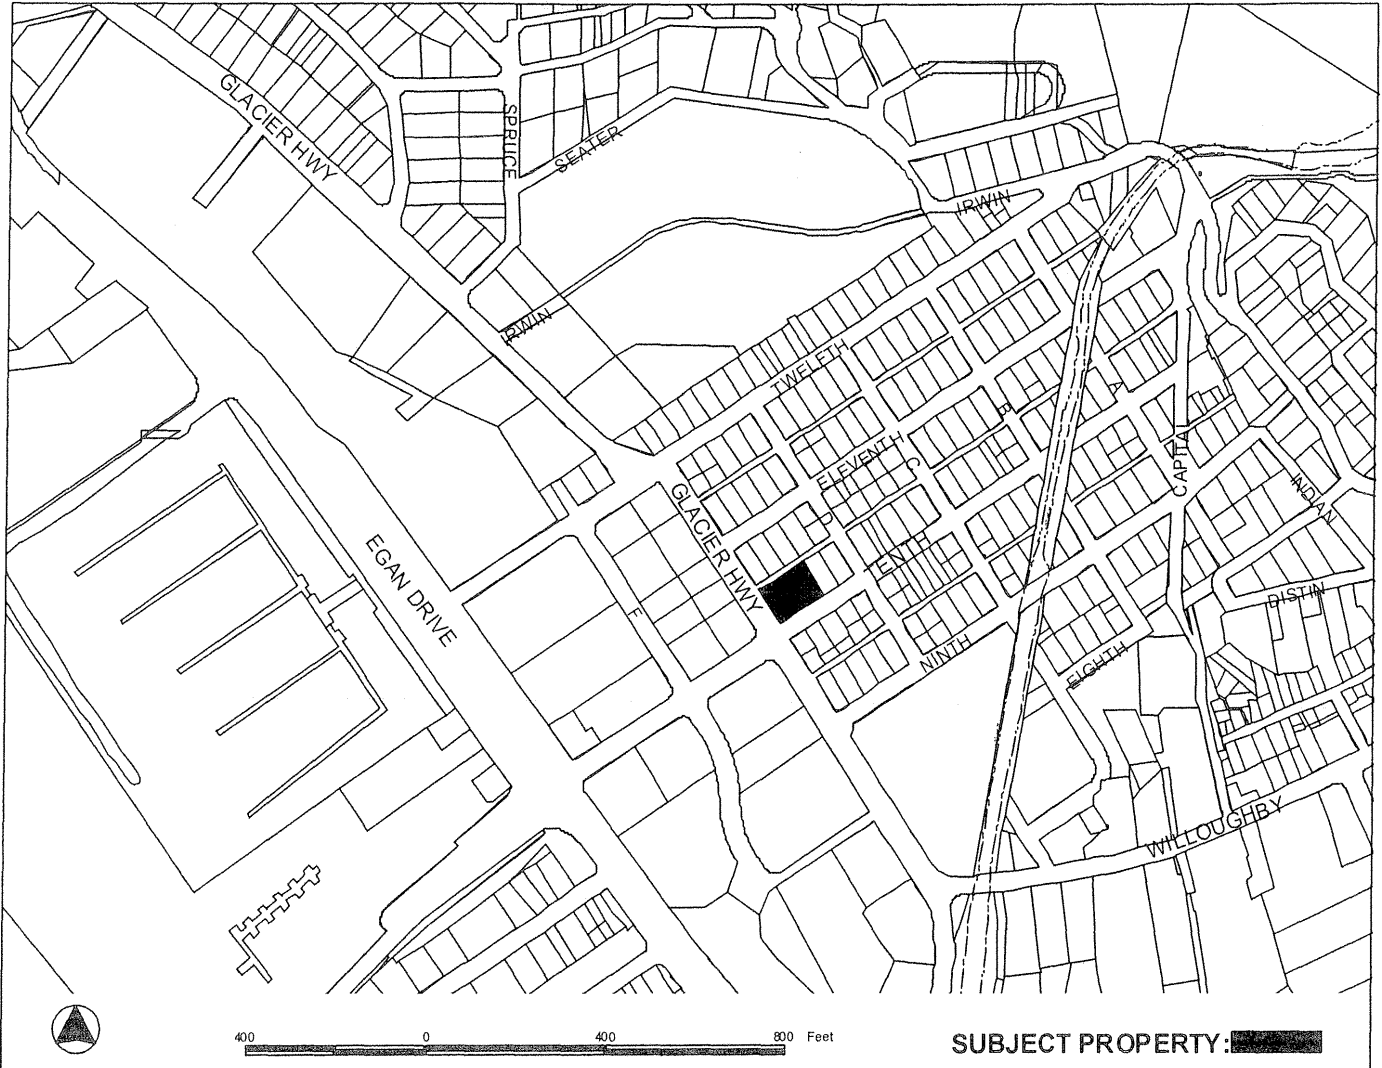 GLACIER HWY
SPRUCE
SEATER
IRWIN
IRWIN
TWELFTH
A
B
ELEVENTH
C
CAPITAL
INDIAN
GLACIER HWY
D
TENTH
EGAN DRIVE
F
DISTIN
NINTH
EIGHTH
WILLOUGHBY
400 0 400 800 Feet
SUBJECT PROPERTY: